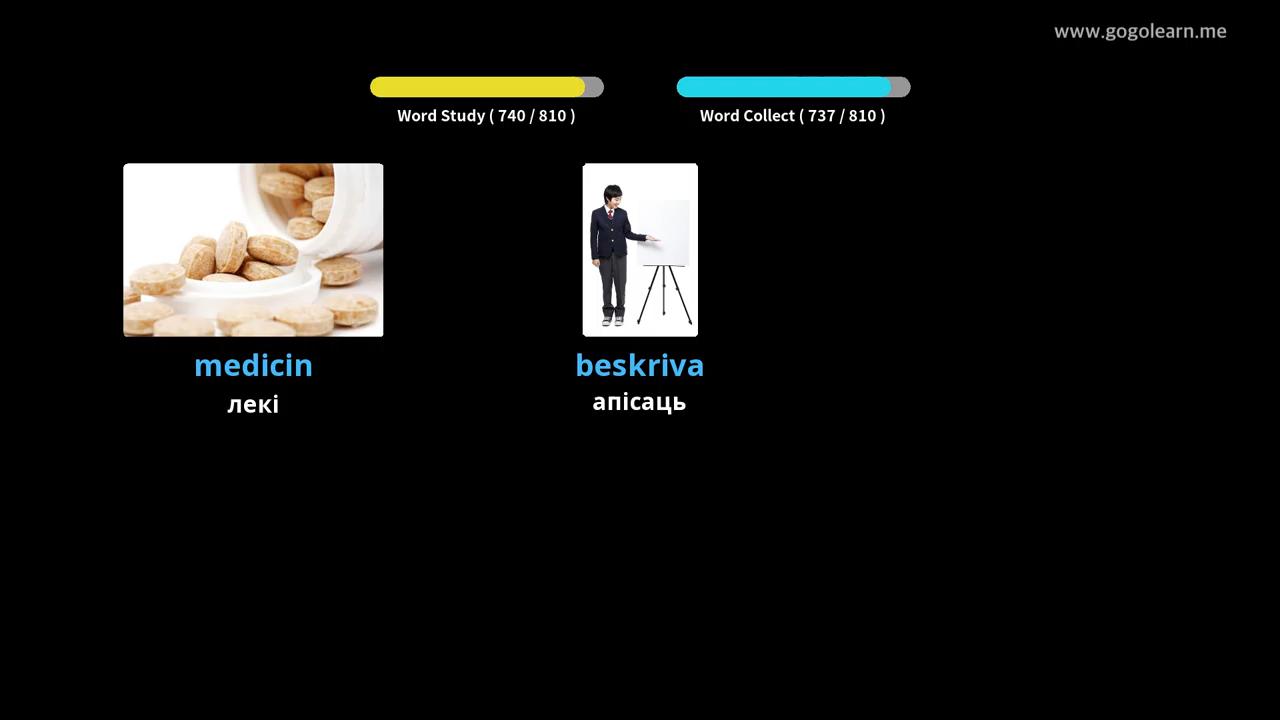 www.gogolearn.me
Word Study ( 740 / 810 )
Word Collect ( 737 / 810 )
medicin
лекі
beskriva
апісаць